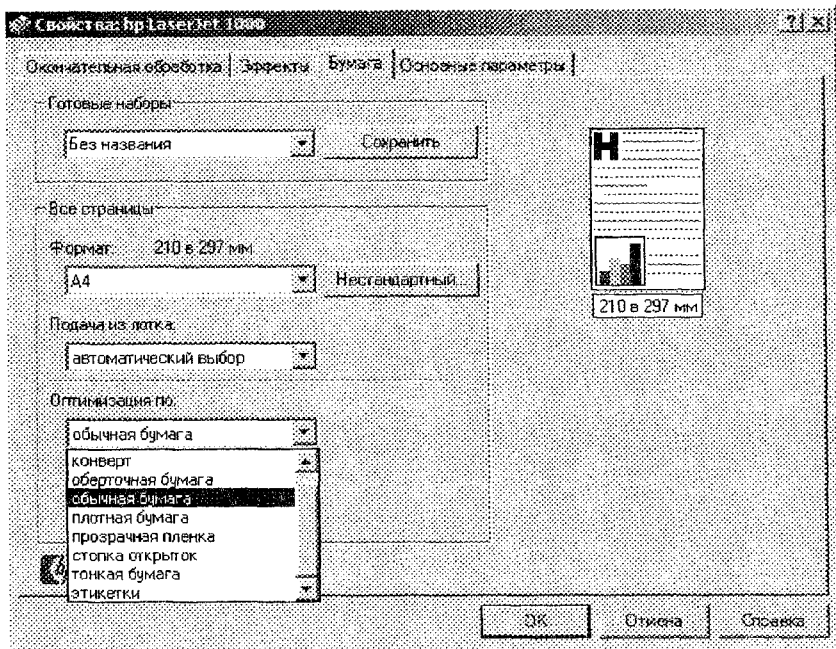 Свойства: hp LaserJet 1000
Окончательная обработка Эффекты Бумага Основные параметры
Готовые наборы
Без названия Сохранить
Все страницы
Формат: 210 в 297 мм
A4 Нестандартный...
210 в 297 мм
Подача из лотка:
автоматический выбор
Оптимизация по:
обычная бумага
конверт
оберточная бумага
обычная бумага
плотная бумага
прозрачная пленка
стопка открыток
тонкая бумага
этикетки
OK Отмена Справка